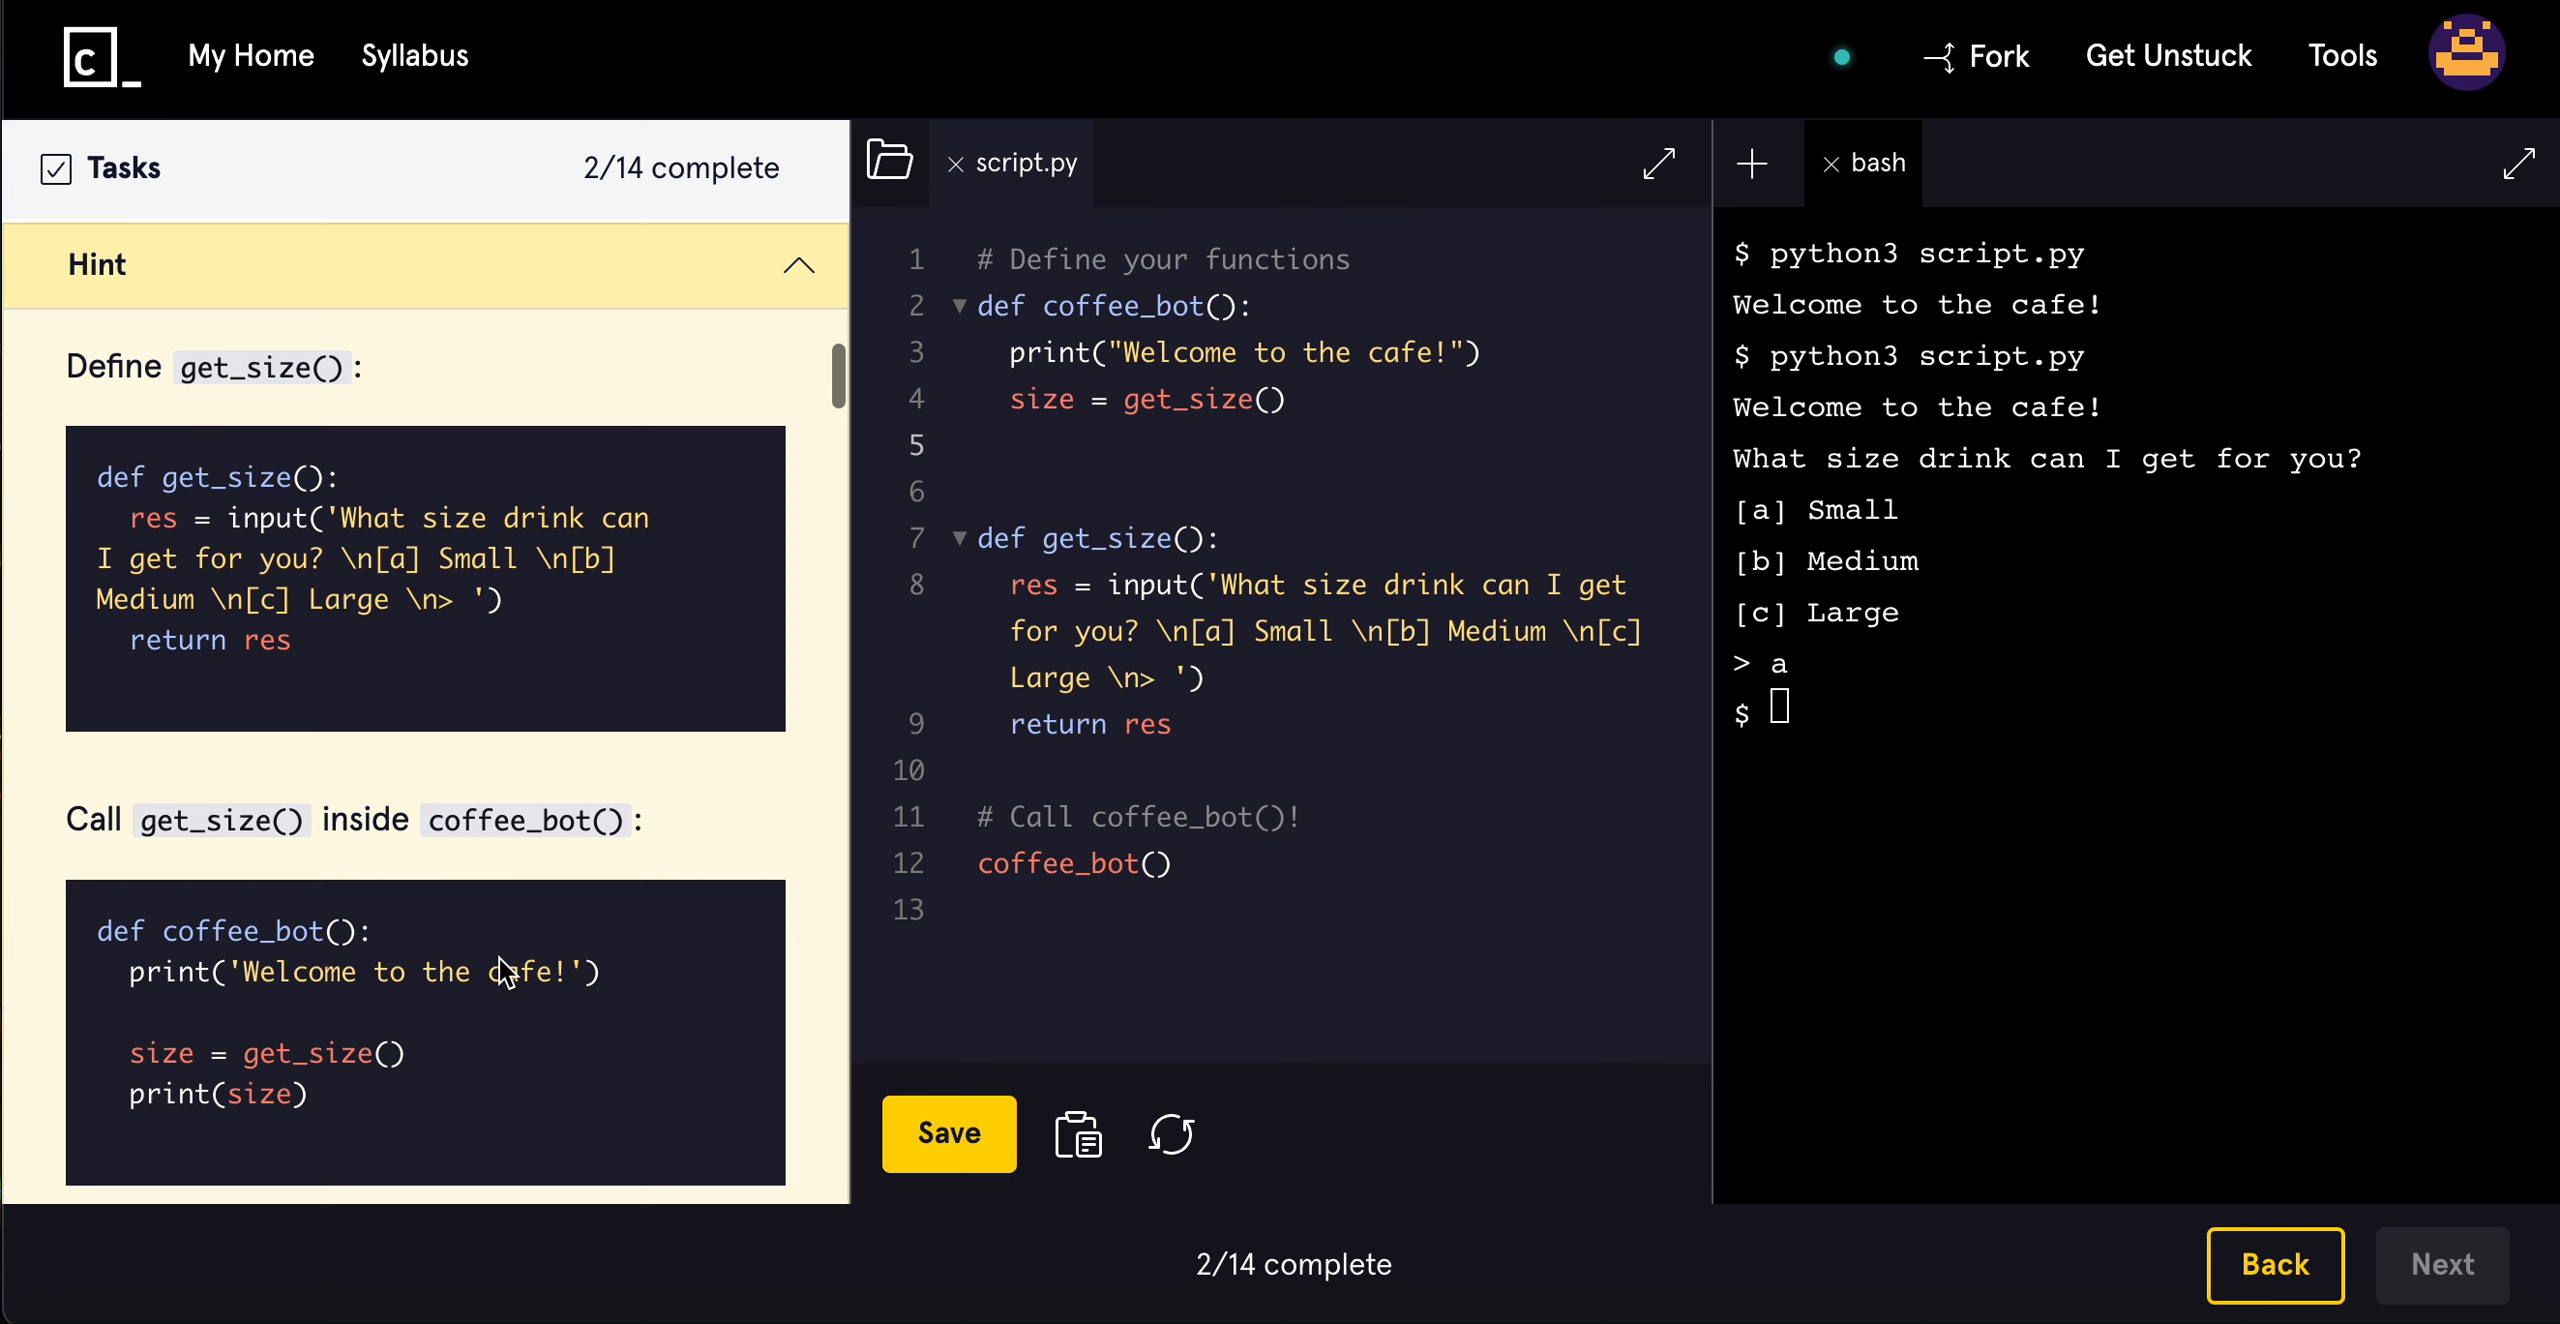 C_
My Home
Syllabus
Fork
Get Unstuck
Tools
Tasks
2/14 complete
Hint
Define get_size():
def get_size():
res = input('What size drink can
I get for you? \n[a] Small \n[b]
Medium \n[c] Large \n> ')
return res
Call get_size() inside coffee_bot():
def coffee_bot():
print('Welcome to the cafe!')
size = get_size()
print(size)
script.py
1 # Define your functions
2 def coffee_bot():
3 print("Welcome to the cafe!")
4 size = get_size()
5
6
7 def get_size():
8 res = input('What size drink can I get
for you? \n[a] Small \n[b] Medium \n[c]
Large \n> ')
9 return res
10
11 # Call coffee_bot()!
12 coffee_bot()
13
Save
bash
$ python3 script.py
Welcome to the cafe!
$ python3 script.py
Welcome to the cafe!
What size drink can I get for you?
[a] Small
[b] Medium
[c] Large
> a
$
2/14 complete
Back
Next